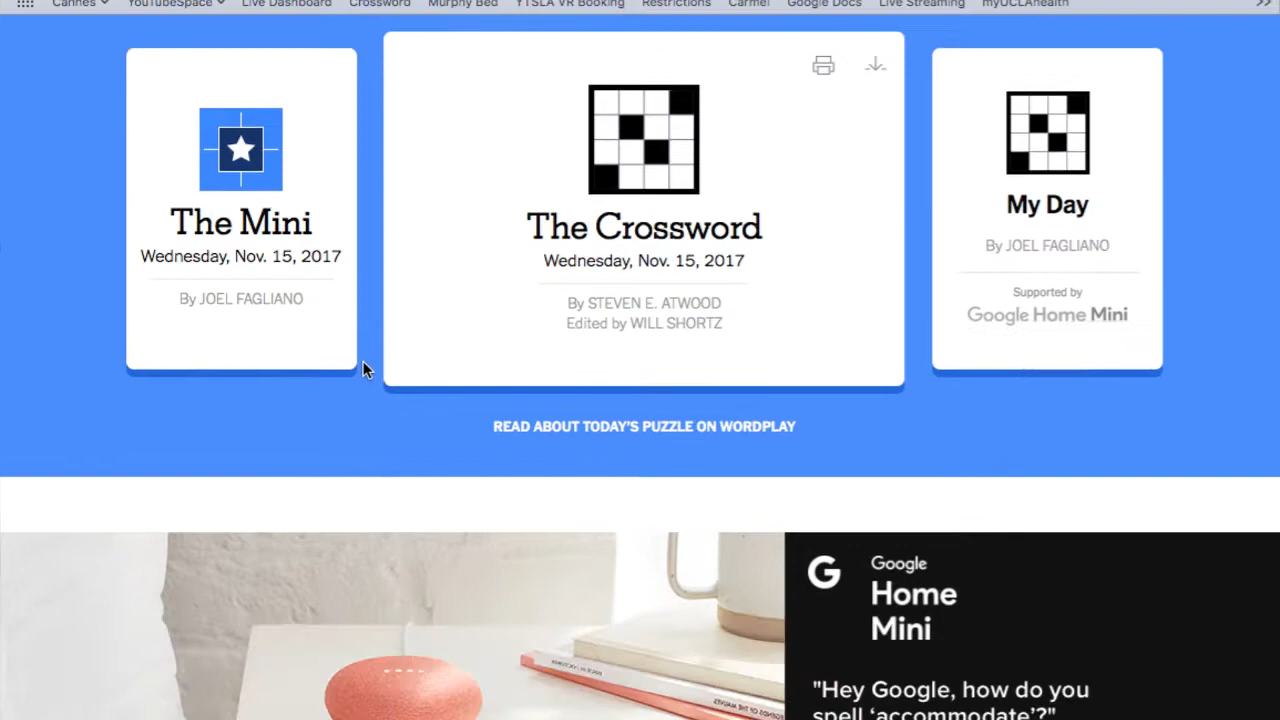 Cannes YouTubeSpace Live Dashboard Crossword Murphy Bed YTSLA VR Booking Restrictions Carmel Google Docs Live Streaming myUCLAhealth >>
The Mini
Wednesday, Nov. 15, 2017
By JOEL FAGLIANO
The Crossword
Wednesday, Nov. 15, 2017
By STEVEN E. ATWOOD
Edited by WILL SHORTZ
My Day
By JOEL FAGLIANO
Supported by
Google Home Mini
READ ABOUT TODAY'S PUZZLE ON WORDPLAY
G
Google
Home
Mini
"Hey Google, how do you
spell ‘accommodate’?"